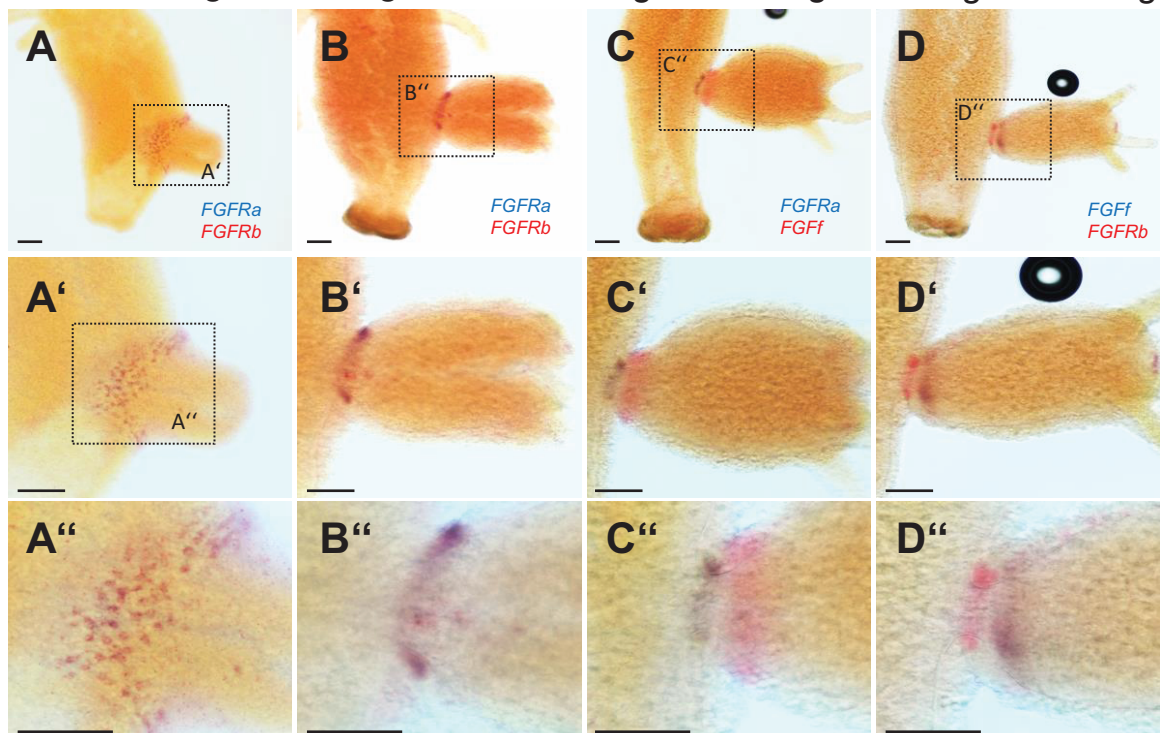 A
B
C
D
B‘‘
C‘‘
D‘‘
A‘
FGFRa
FGFRb
FGFRa
FGFRb
FGFRa
FGFf
FGFf
FGFRb
A‘
B‘
C‘
D‘
A‘‘
A‘‘
B‘‘
C‘‘
D‘‘